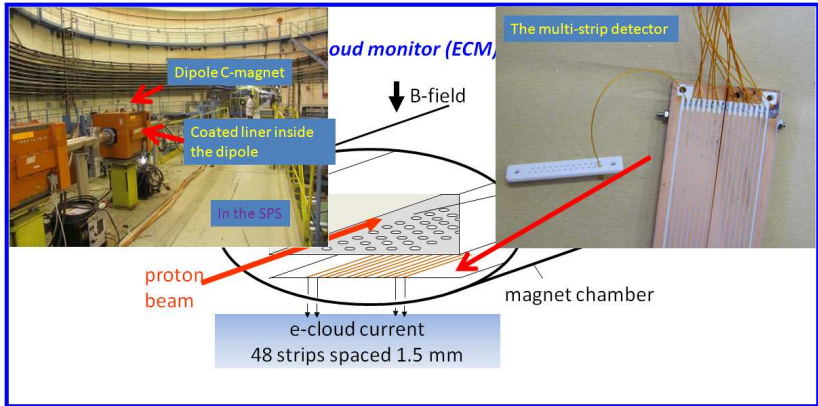 oud monitor (ECM)
The multi-strip detector
Dipole C-magnet
B-field
Coated liner inside
the dipole
In the SPS
proton
beam
magnet chamber
e-cloud current
48 strips spaced 1.5 mm